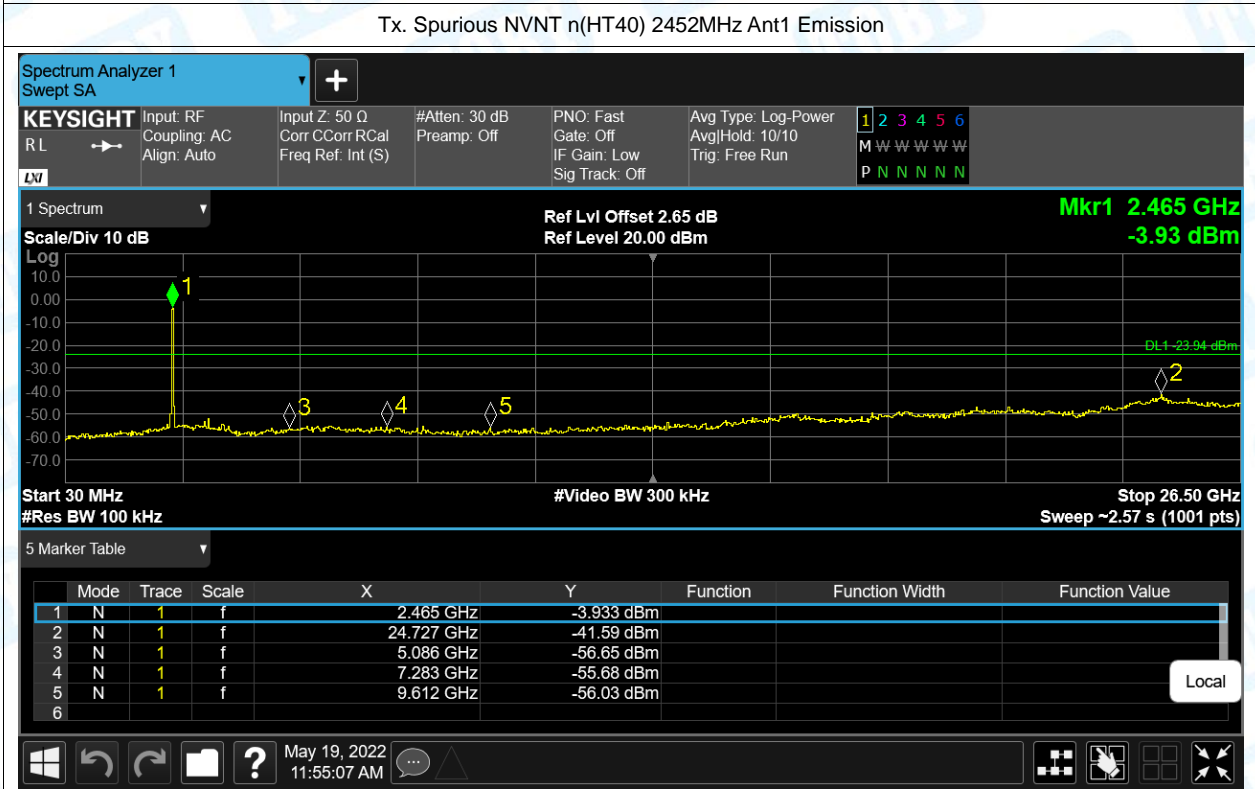 Tx. Spurious NVNT n(HT40) 2452MHz Ant1 Emission
Spectrum Analyzer 1
Swept SA
KEYSIGHT
RL
LXI
Input: RF
Coupling: AC
Align: Auto
Input Z: 50 Ω
Corr CCorr RCal
Freq Ref: Int (S)
#Atten: 30 dB
Preamp: Off
PNO: Fast
Gate: Off
IF Gain: Low
Sig Track: Off
Avg Type: Log-Power
Avg|Hold: 10/10
Trig: Free Run
1 2 3 4 5 6
M W W W W W
P N N N N N
1 Spectrum
Scale/Div 10 dB
Ref Lvl Offset 2.65 dB
Ref Level 20.00 dBm
Mkr1 2.465 GHz
-3.93 dBm
Log
10.0
0.00
-10.0
-20.0
-30.0
-40.0
-50.0
-60.0
-70.0
1
DL1 -23.94 dBm
2
3
4
5
Start 30 MHz
#Video BW 300 kHz
Stop 26.50 GHz
#Res BW 100 kHz
Sweep ~2.57 s (1001 pts)
5 Marker Table
Mode Trace Scale X Y Function Function Width Function Value
1 N 1 f 2.465 GHz -3.933 dBm
2 N 1 f 24.727 GHz -41.59 dBm
3 N 1 f 5.086 GHz -56.65 dBm
4 N 1 f 7.283 GHz -55.68 dBm
5 N 1 f 9.612 GHz -56.03 dBm
6
Local
?
May 19, 2022
11:55:07 AM